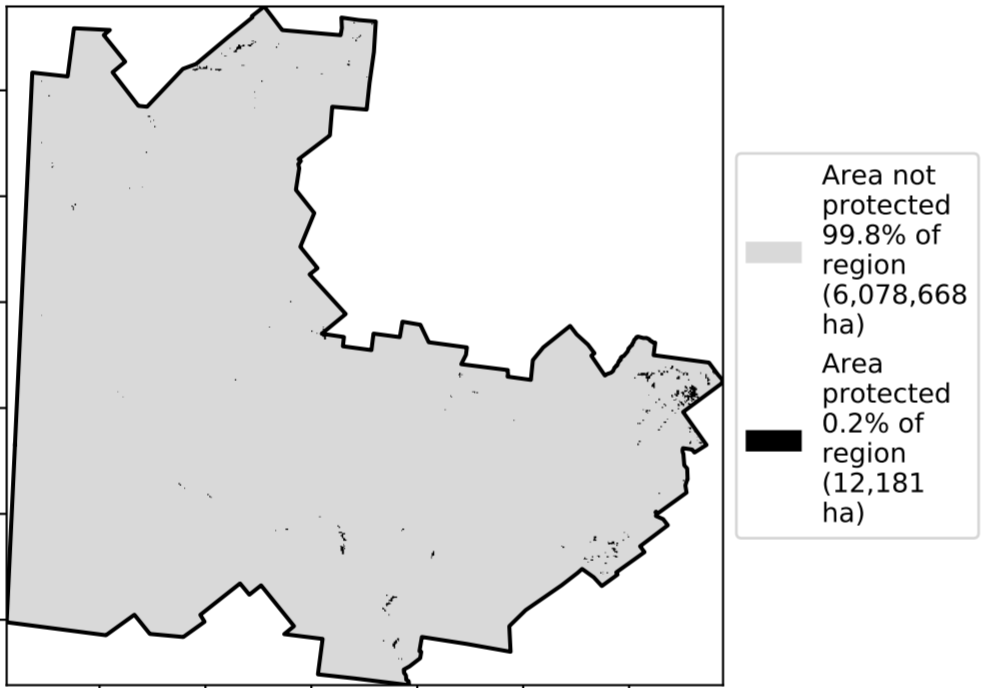 Area not
protected
99.8% of
region
(6,078,668
ha)
Area
protected
0.2% of
region
(12,181
ha)